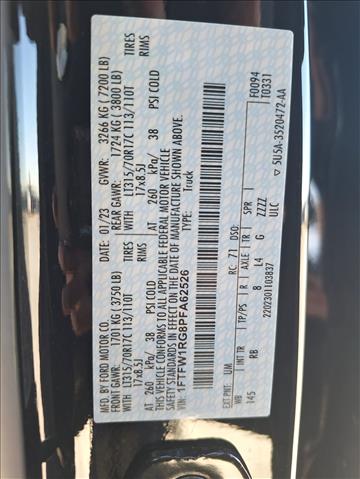 MFD. BY FORD MOTOR CO.
DATE: 01/23 GVWR: 3266 KG ( 7200 LB)
FRONT GAWR: 1701 KG ( 3750 LB) REAR GAWR: 1724 KG ( 3800 LB)
WITH LT315/70R17C 113/110T TIRES WITH LT315/70R17C 113/110T TIRES
17x8.5J RIMS 17x8.5J RIMS
AT 260 kPa/ 38 PSI COLD AT 260 kPa/ 38 PSI COLD
THIS VEHICLE CONFORMS TO ALL APPLICABLE FEDERAL MOTOR VEHICLE
SAFETY STANDARDS IN EFFECT ON THE DATE OF MANUFACTURE SHOWN ABOVE.
VIN: 1FTFW1RG8PFA62526 TYPE: Truck
F0094
T0331
EXT PNT: UM RC: 71 DSO:
WB INT TR TP/PS R AXLE TR SPR
145 RB 8 L4 G ZZZZ
ULC
2202301103837
▽ 5U5A-3520472-AA